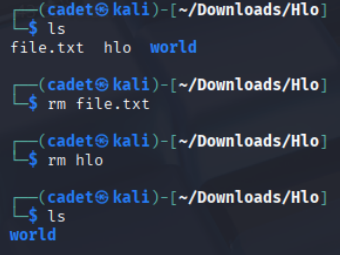 ┌──(cadet㉿kali)-[~/Downloads/Hlo]
└─$ ls
file.txt  hlo  world
┌──(cadet㉿kali)-[~/Downloads/Hlo]
└─$ rm file.txt
┌──(cadet㉿kali)-[~/Downloads/Hlo]
└─$ rm hlo
┌──(cadet㉿kali)-[~/Downloads/Hlo]
└─$ ls
world